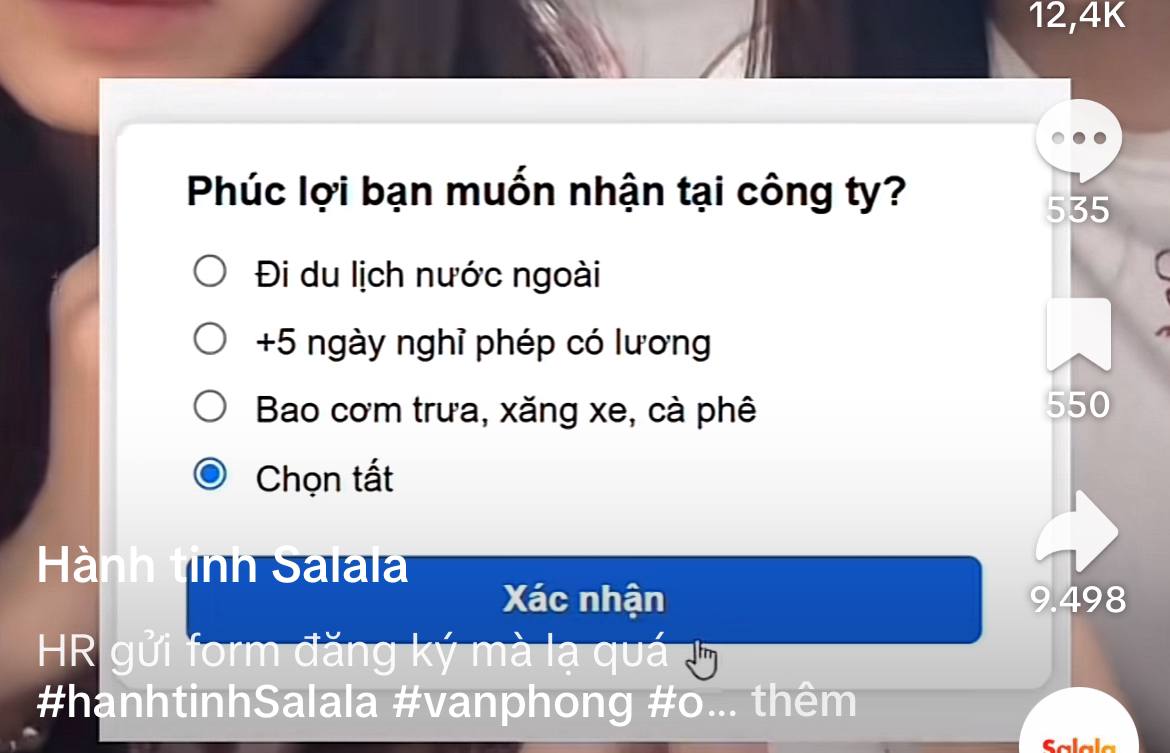 12,4K
Phúc lợi bạn muốn nhận tại công ty?
Đi du lịch nước ngoài
+5 ngày nghỉ phép có lương
Bao cơm trưa, xăng xe, cà phê
Chọn tất
Xác nhận
535
550
9.498
Hành tinh Salala
HR gửi form đăng ký mà lạ quá
#hanhtinhSalala #vanphong #o... thêm
Salala